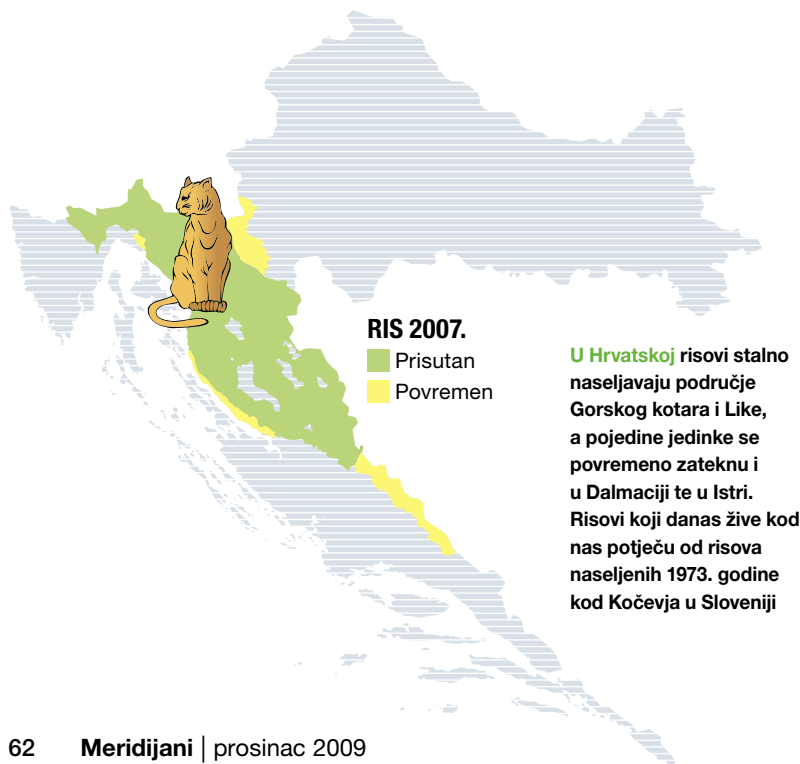 RIS 2007.
Prisutan
Povremen
U Hrvatskoj risovi stalno
naseljavaju područje
Gorskog kotara i Like,
a pojedine jedinke se
povremeno zateknu i
u Dalmaciji te u Istri.
Risovi koji danas žive kod
nas potječu od risova
naseljenih 1973. godine
kod Kočevja u Sloveniji
62 Meridijani | prosinac 2009